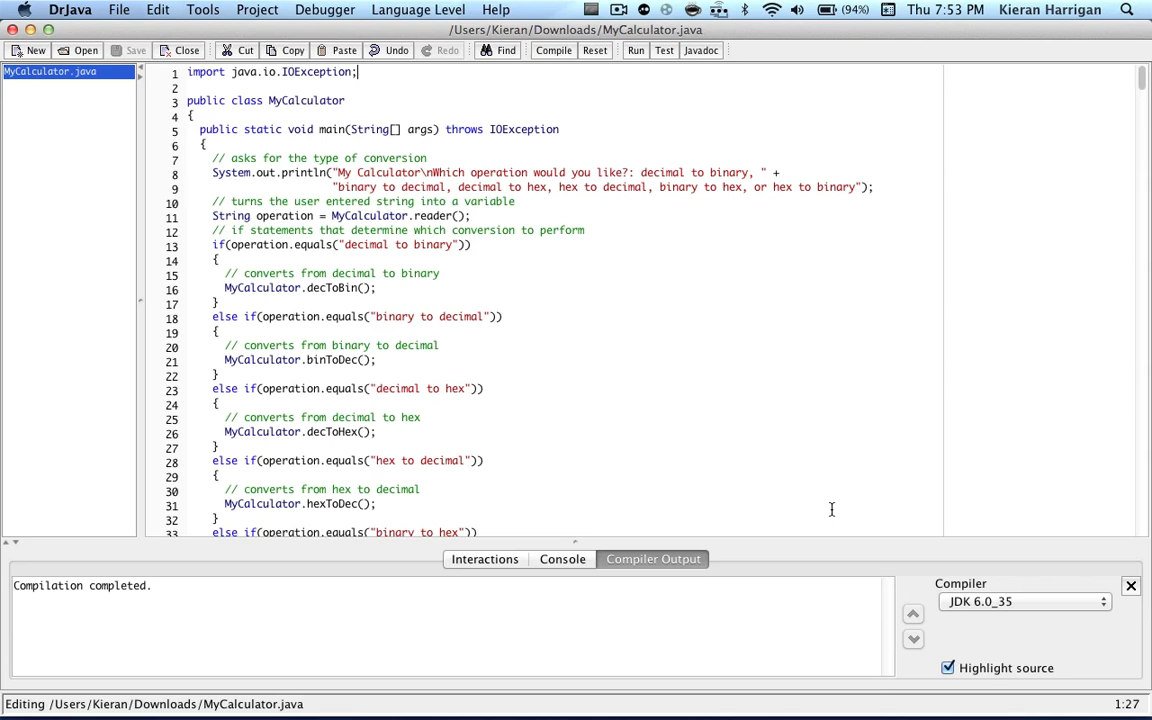 DrJava File Edit Tools Project Debugger Language Level Help (94%) Thu 7:53 PM Kieran Harrigan
/Users/Kieran/Downloads/MyCalculator.java
New Open Save Close Cut Copy Paste Undo Redo Find Compile Reset Run Test Javadoc
MyCalculator.java
1 import java.io.IOException;
2
3 public class MyCalculator
4 {
5 public static void main(String[] args) throws IOException
6 {
7 // asks for the type of conversion
8 System.out.println("My Calculator\nWhich operation would you like?: decimal to binary, " +
9 "binary to decimal, decimal to hex, hex to decimal, binary to hex, or hex to binary");
10 // turns the user entered string into a variable
11 String operation = MyCalculator.reader();
12 // if statements that determine which conversion to perform
13 if(operation.equals("decimal to binary"))
14 {
15 // converts from decimal to binary
16 MyCalculator.decToBin();
17 }
18 else if(operation.equals("binary to decimal"))
19 {
20 // converts from binary to decimal
21 MyCalculator.binToDec();
22 }
23 else if(operation.equals("decimal to hex"))
24 {
25 // converts from decimal to hex
26 MyCalculator.decToHex();
27 }
28 else if(operation.equals("hex to decimal"))
29 {
30 // converts from hex to decimal
31 MyCalculator.hexToDec();
32 }
33 else if(operation.equals("binary to hex"))
Interactions Console Compiler Output
Compilation completed.
Compiler
JDK 6.0_35
Highlight source
Editing /Users/Kieran/Downloads/MyCalculator.java 1:27